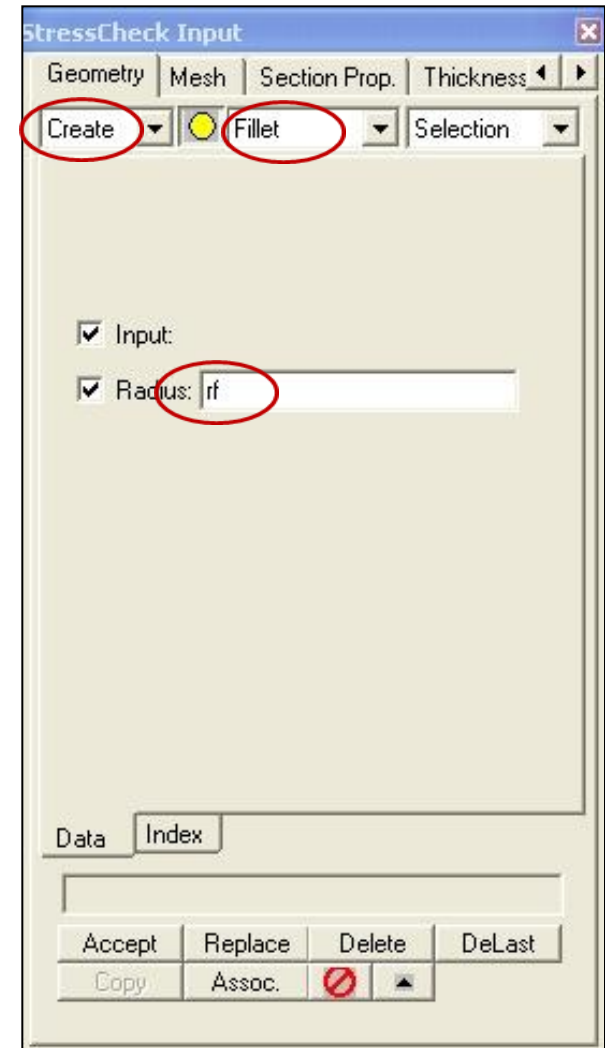 StressCheck Input
Geometry Mesh Section Prop. Thickness
Create Fillet Selection
Input:
Radius: rf
Data Index
Accept Replace Delete DeLast
Copy Assoc.